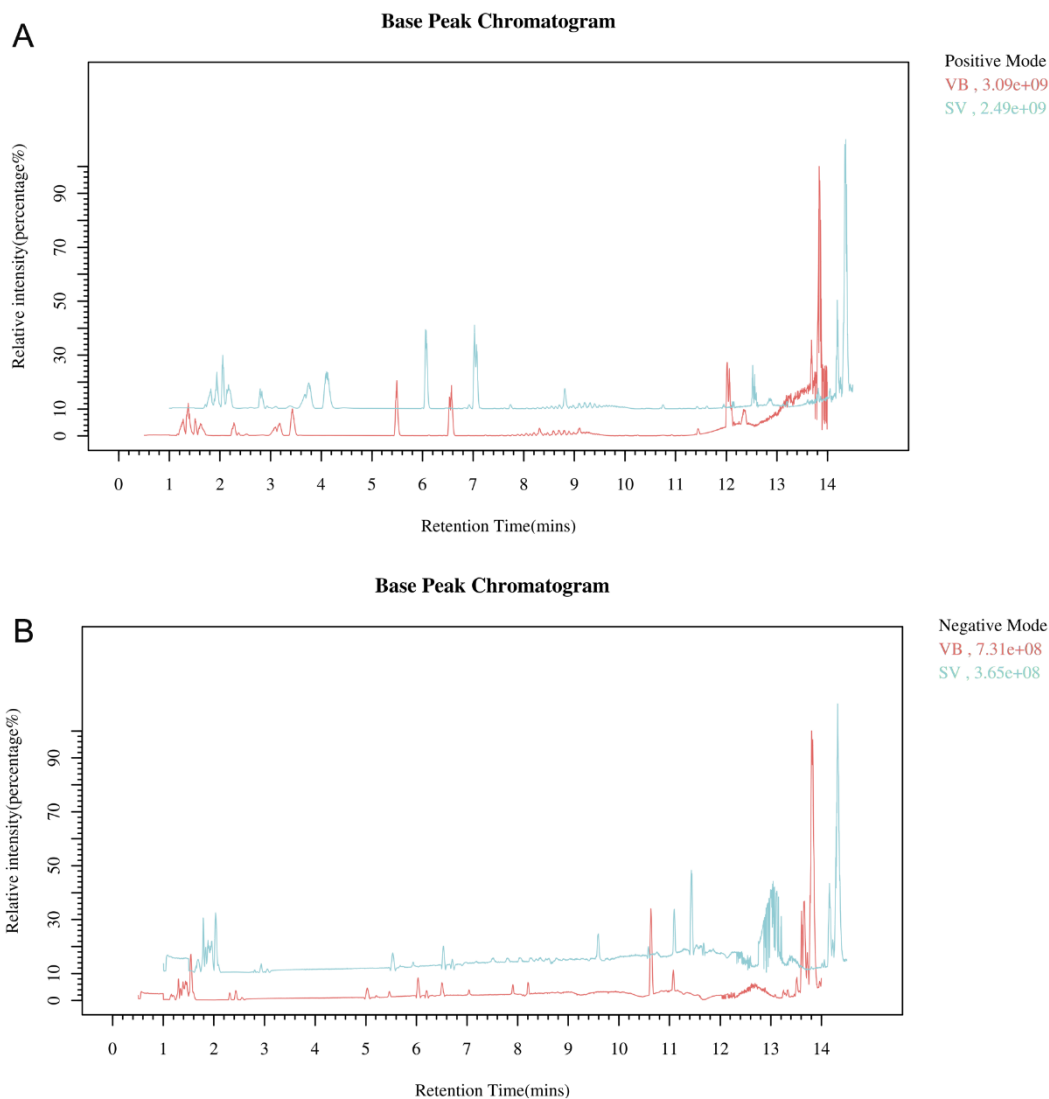 A
Base Peak Chromatogram
Positive Mode
VB , 3.09e+09
SV , 2.49e+09
Relative intensity(percentage%)
90
70
50
30
10
0
0 1 2 3 4 5 6 7 8 9 10 11 12 13 14
Retention Time(mins)
Base Peak Chromatogram
B
Negative Mode
VB , 7.31e+08
SV , 3.65e+08
Relative intensity(percentage%)
90
70
50
30
10
0
0 1 2 3 4 5 6 7 8 9 10 11 12 13 14
Retention Time(mins)